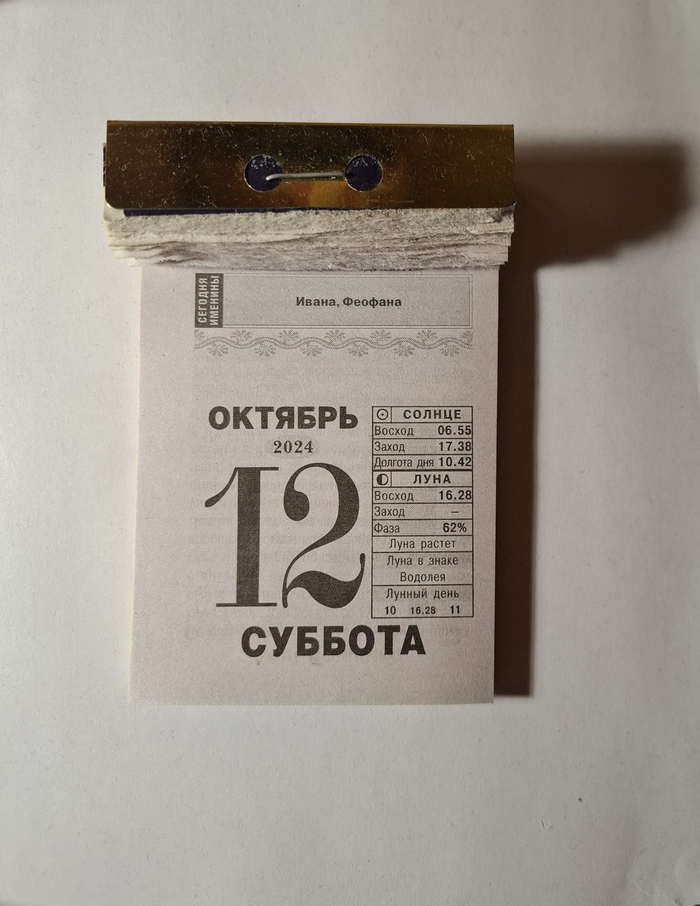 СЕГОДНЯ
ИМЕНИНЫ
Ивана, Феофана
ОКТЯБРЬ
2024
12
СУББОТА
СОЛНЦЕ
Восход 06.55
Заход 17.38
Долгота дня 10.42
ЛУНА
Восход 16.28
Заход –
Фаза 62%
Луна растет
Луна в знаке
Водолея
Лунный день
10 16.28 11